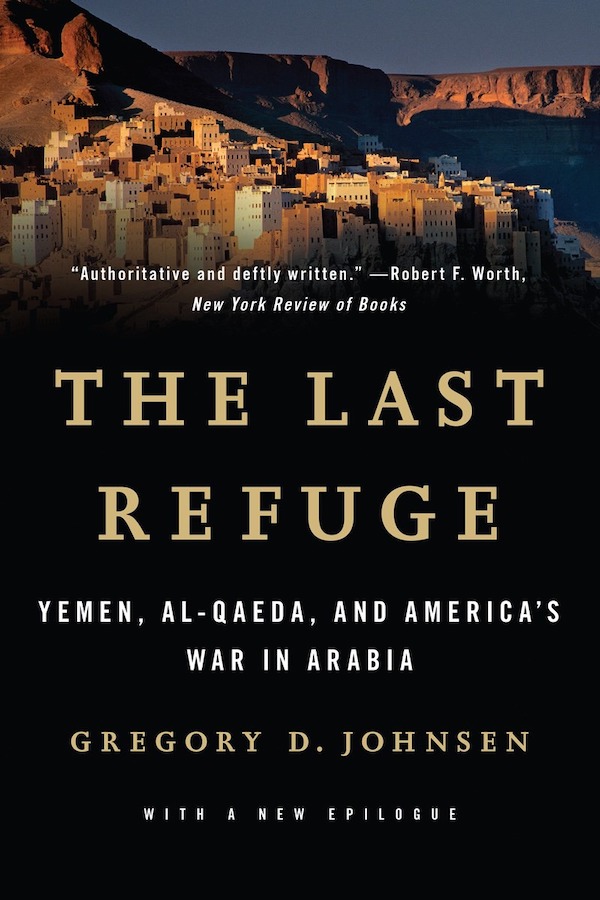 “Authoritative and deftly written.” —Robert F. Worth,
New York Review of Books
THE LAST
REFUGE
YEMEN, AL-QAEDA, AND AMERICA’S
WAR IN ARABIA
GREGORY D. JOHNSEN
WITH A NEW EPILOGUE